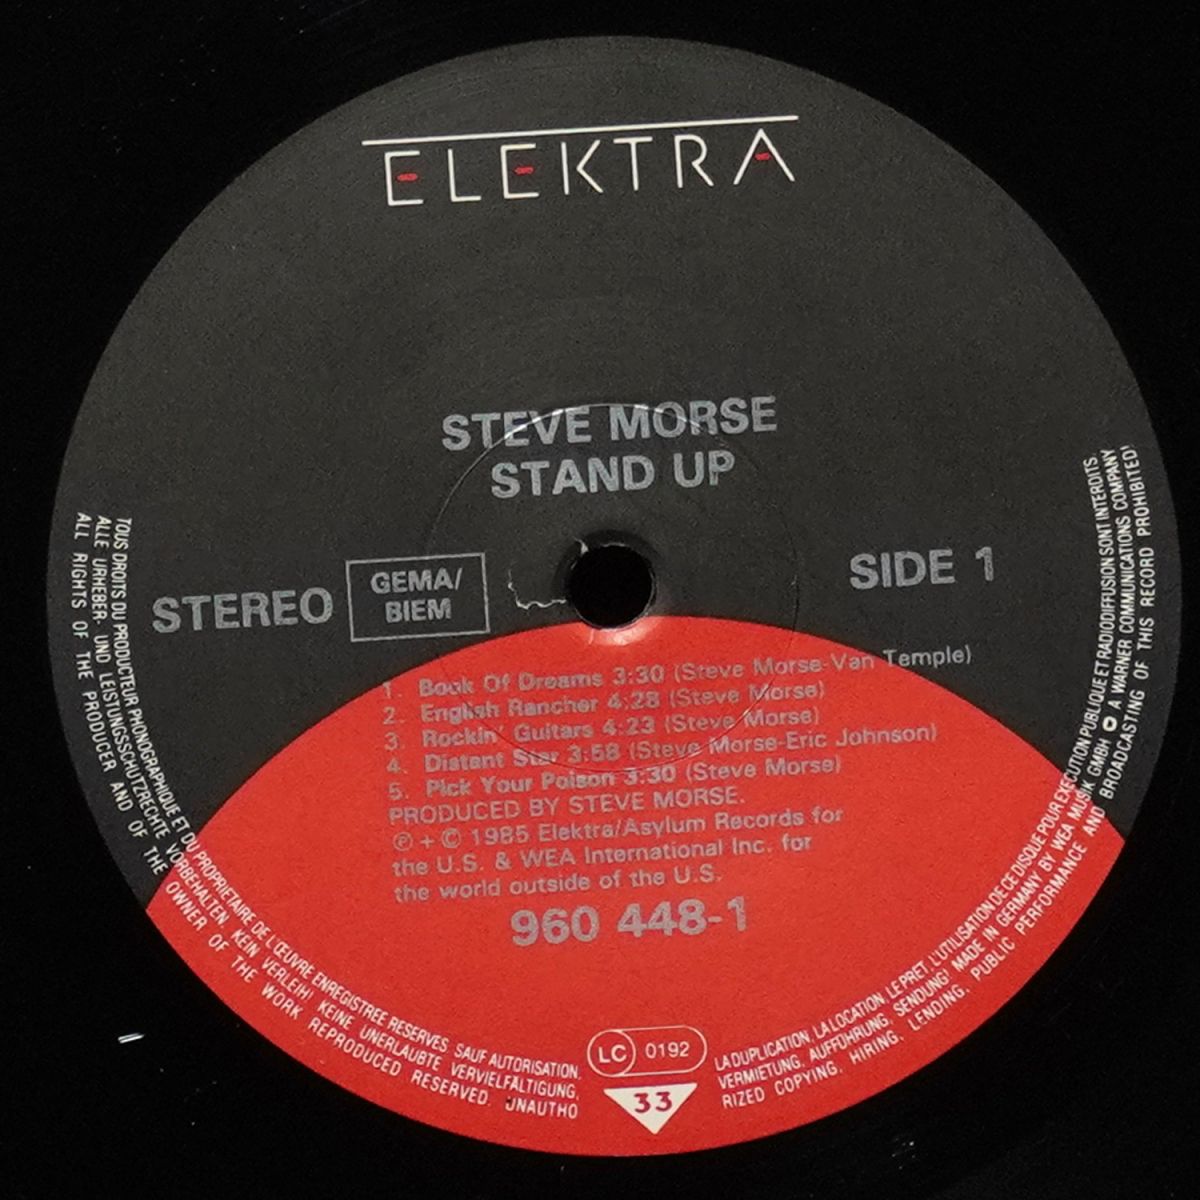 ELEKTRA
STEVE MORSE
STAND UP
STEREO
GEMA/
BIEM
SIDE 1
1. Book Of Dreams 3:30 (Steve Morse-Van Temple)
2. English Rancher 4:28 (Steve Morse)
3. Rockin' Guitars 4:23 (Steve Morse)
4. Distant Star 3:58 (Steve Morse-Eric Johnson)
5. Pick Your Poison 3:30 (Steve Morse)
PRODUCED BY STEVE MORSE.
℗ + © 1985 Elektra/Asylum Records for
the U.S. & WEA International Inc. for
the world outside of the U.S.
960 448-1
LC 0192
33
TOUS DROITS DU PRODUCTEUR PHONOGRAPHIQUE ET DU PROPRIETAIRE DE L'ŒUVRE ENREGISTREE RESERVES. SAUF AUTORISATION, LA DUPLICATION, LA LOCATION, LE PRET, L'UTILISATION DE CE DISQUE POUR EXECUTION PUBLIQUE ET RADIODIFFUSION SONT INTERDITS.
ALLE URHEBER- UND LEISTUNGSSCHUTZRECHTE VORBEHALTEN. KEIN VERLEIH! KEINE UNERLAUBTE VERVIELFÄLTIGUNG, VERMIETUNG, AUFFÜHRUNG, SENDUNG! MADE IN GERMANY BY WEA MUSIK GMBH A WARNER COMMUNICATIONS COMPANY
ALL RIGHTS OF THE PRODUCER AND OF THE OWNER OF THE WORK REPRODUCED RESERVED. UNAUTHORIZED COPYING, HIRING, LENDING, PUBLIC PERFORMANCE AND BROADCASTING OF THIS RECORD PROHIBITED!